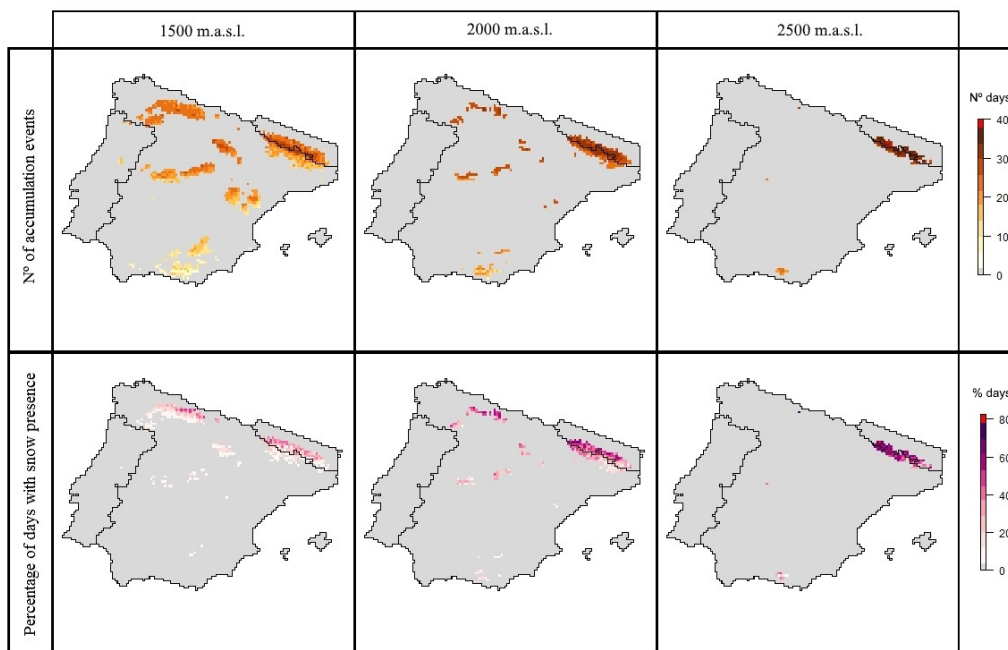 1500 m.a.s.l.
2000 m.a.s.l.
2500 m.a.s.l.
Nº of accumulation events
Nº days
40
30
20
10
0
Percentage of days with snow presence
% days
80
60
40
20
0